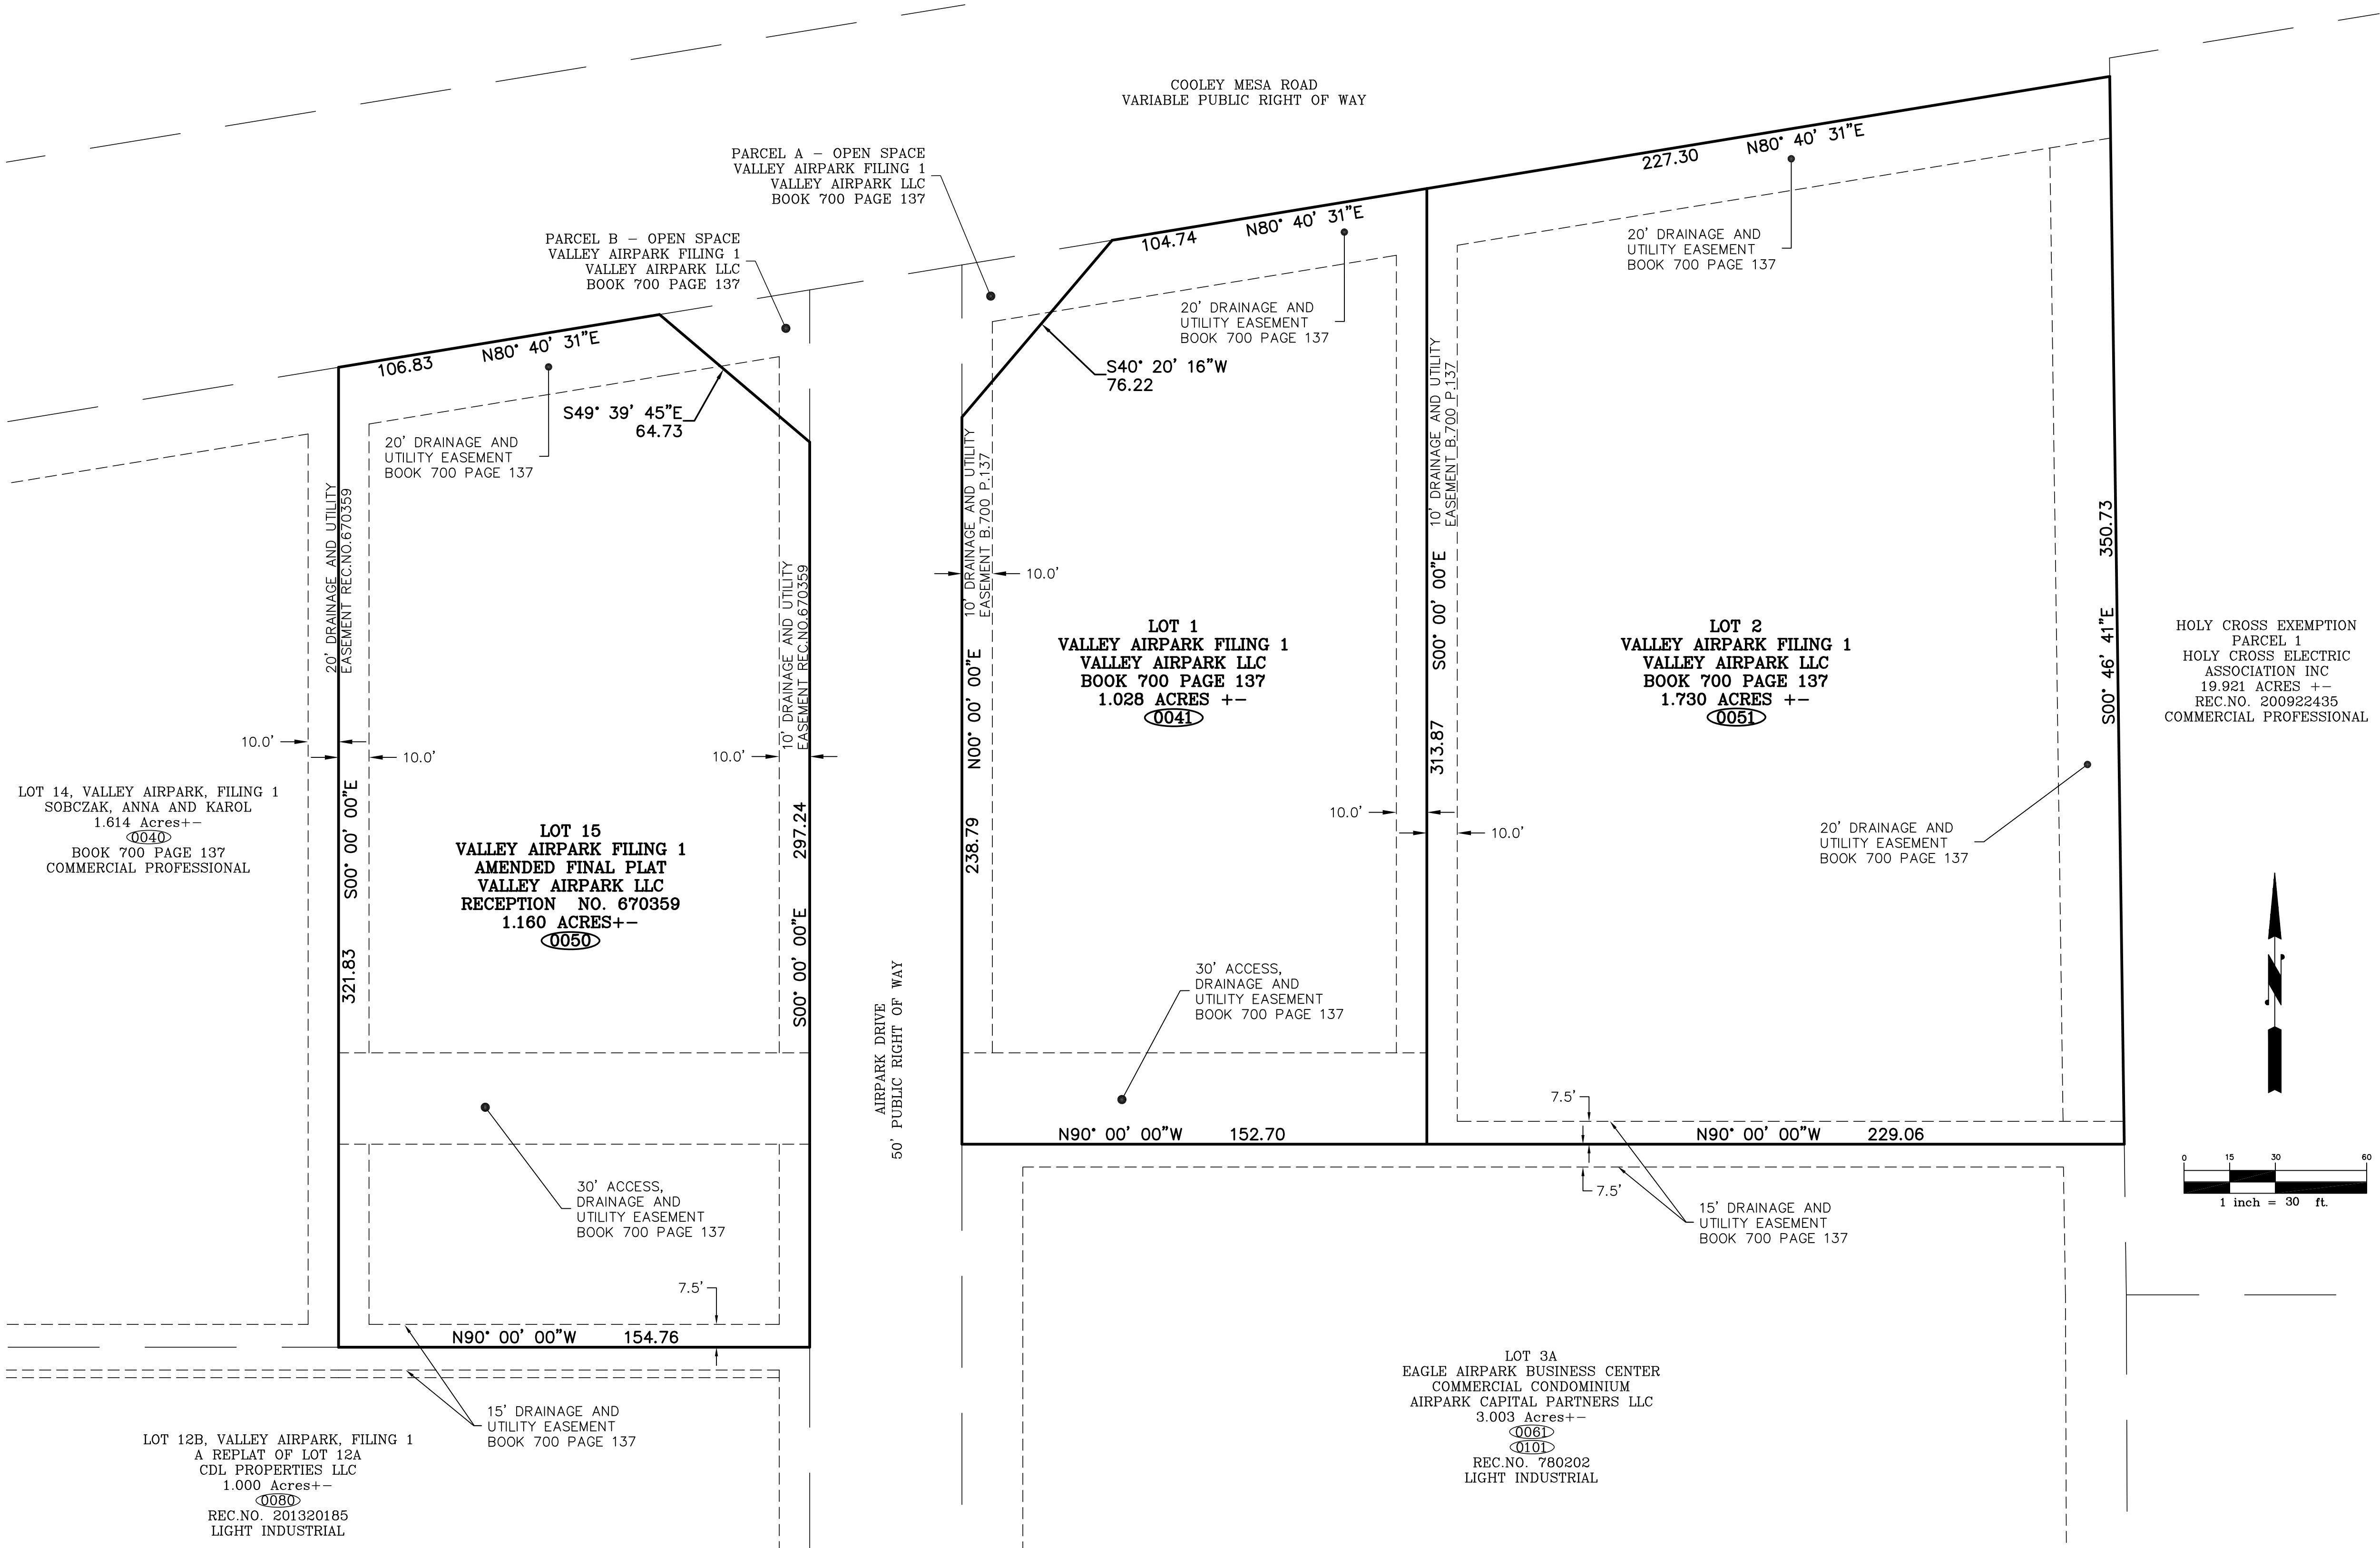 COOLEY MESA ROAD
VARIABLE PUBLIC RIGHT OF WAY
PARCEL A - OPEN SPACE
VALLEY AIRPARK FILING 1
VALLEY AIRPARK LLC
BOOK 700 PAGE 137
PARCEL B - OPEN SPACE
VALLEY AIRPARK FILING 1
VALLEY AIRPARK LLC
BOOK 700 PAGE 137
106.83 N80° 40' 31"E
S49° 39' 45"E
64.73
20' DRAINAGE AND
UTILITY EASEMENT
BOOK 700 PAGE 137
20' DRAINAGE AND UTILITY
EASEMENT REC.NO.670359
10.0'
10.0'
S00° 00' 00"E
321.83
LOT 14, VALLEY AIRPARK, FILING 1
SOBCZAK, ANNA AND KAROL
1.614 Acres+-
0040
BOOK 700 PAGE 137
COMMERCIAL PROFESSIONAL
LOT 15
VALLEY AIRPARK FILING 1
AMENDED FINAL PLAT
VALLEY AIRPARK LLC
RECEPTION NO. 670359
1.160 ACRES+-
0050
10' DRAINAGE AND UTILITY
EASEMENT REC.NO.670359
10.0'
297.24
S00° 00' 00"E
30' ACCESS,
DRAINAGE AND
UTILITY EASEMENT
BOOK 700 PAGE 137
7.5'
N90° 00' 00"W 154.76
15' DRAINAGE AND
UTILITY EASEMENT
BOOK 700 PAGE 137
LOT 12B, VALLEY AIRPARK, FILING 1
A REPLAT OF LOT 12A
CDL PROPERTIES LLC
1.000 Acres+-
0080
REC.NO. 201320185
LIGHT INDUSTRIAL
AIRPARK DRIVE
50' PUBLIC RIGHT OF WAY
104.74 N80° 40' 31"E
20' DRAINAGE AND
UTILITY EASEMENT
BOOK 700 PAGE 137
S40° 20' 16"W
76.22
10' DRAINAGE AND UTILITY
EASEMENT B.700 P.137
10.0'
N00° 00' 00"E
238.79
LOT 1
VALLEY AIRPARK FILING 1
VALLEY AIRPARK LLC
BOOK 700 PAGE 137
1.028 ACRES +-
0041
30' ACCESS,
DRAINAGE AND
UTILITY EASEMENT
BOOK 700 PAGE 137
N90° 00' 00"W 152.70
10' DRAINAGE AND UTILITY
EASEMENT B.700 P.137
S00° 00' 00"E
313.87
10.0'
10.0'
227.30 N80° 40' 31"E
20' DRAINAGE AND
UTILITY EASEMENT
BOOK 700 PAGE 137
LOT 2
VALLEY AIRPARK FILING 1
VALLEY AIRPARK LLC
BOOK 700 PAGE 137
1.730 ACRES +-
0051
350.73
S00° 46' 41"E
20' DRAINAGE AND
UTILITY EASEMENT
BOOK 700 PAGE 137
7.5'
N90° 00' 00"W 229.06
7.5'
15' DRAINAGE AND
UTILITY EASEMENT
BOOK 700 PAGE 137
LOT 3A
EAGLE AIRPARK BUSINESS CENTER
COMMERCIAL CONDOMINIUM
AIRPARK CAPITAL PARTNERS LLC
3.003 Acres+-
0061
0101
REC.NO. 780202
LIGHT INDUSTRIAL
HOLY CROSS EXEMPTION
PARCEL 1
HOLY CROSS ELECTRIC
ASSOCIATION INC
19.921 ACRES +-
REC.NO. 200922435
COMMERCIAL PROFESSIONAL
N
0 15 30 60
1 inch = 30 ft.